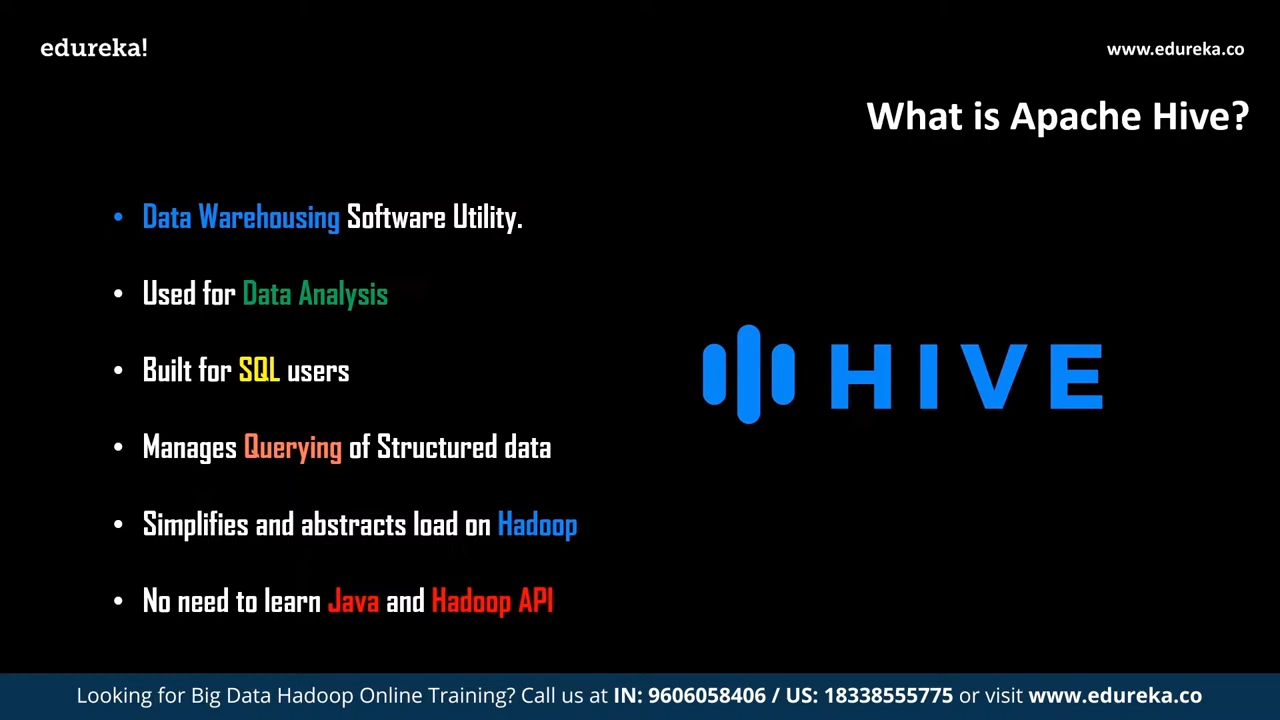 edureka!
www.edureka.co
What is Apache Hive?
• Data Warehousing Software Utility.
• Used for Data Analysis
• Built for SQL users
• Manages Querying of Structured data
• Simplifies and abstracts load on Hadoop
• No need to learn Java and Hadoop API
HIVE
Looking for Big Data Hadoop Online Training? Call us at IN: 9606058406 / US: 18338555775 or visit www.edureka.co